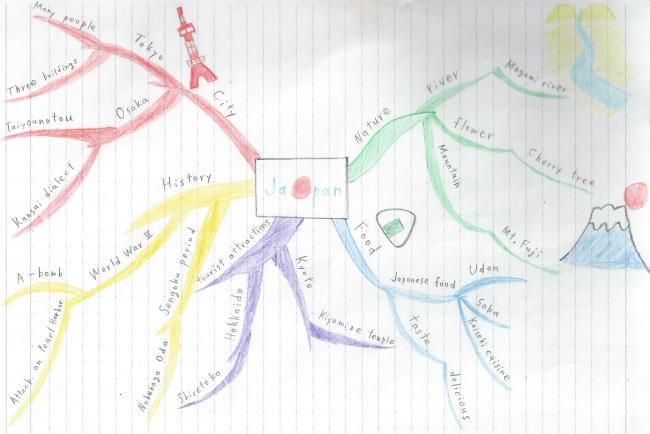 Japan
City
Tokyo
Many people
Three buildings
Osaka
Taiyounotou
Kansai dialect
History
World War II
A-bomb
Attack on Pearl Harbor
Sengoku period
Nobunaga Oda
tourist attractions
Hokkaido
Shiretoko
Kyoto
Kiyomize temple
Food
Japanese food
Udon
Soba
Kaiseki cuisine
taste
delicious
Nature
river
Mogami river
flower
Cherry tree
Mountain
Mt. Fuji